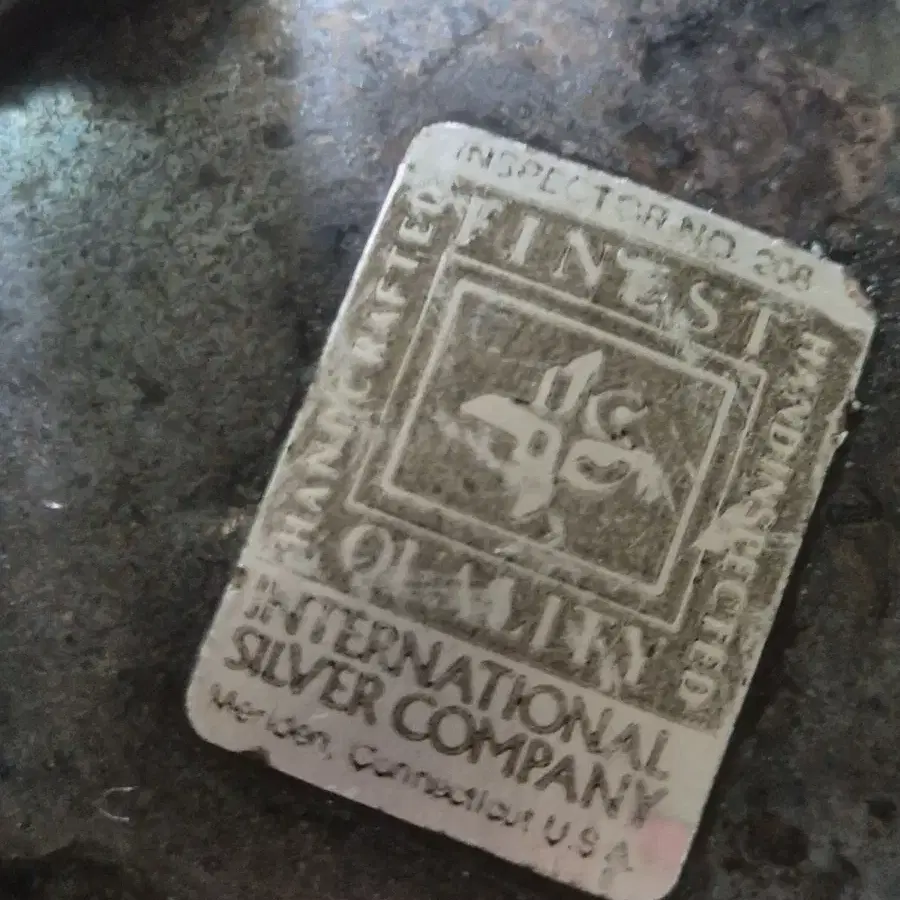 INSPECTOR NO. 208
FINEST
HANDCRAFTED
HAND INSPECTED
QUALITY
INTERNATIONAL
SILVER COMPANY
Meriden, Connecticut U.S.A